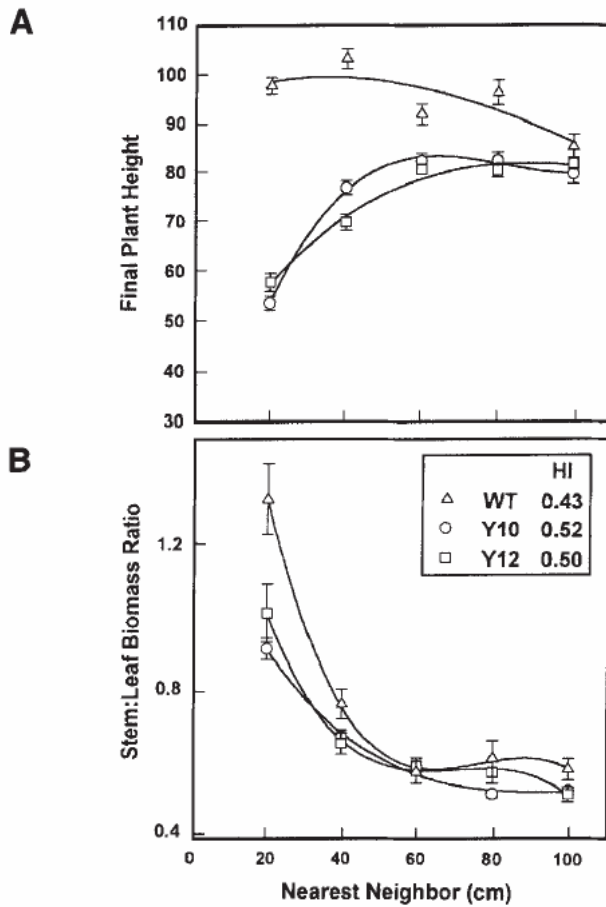 A
Final Plant Height
110
100
90
80
70
60
50
40
30
B
Stem:Leaf Biomass Ratio
1.2
0.8
0.4
HI
WT 0.43
Y10 0.52
Y12 0.50
0 20 40 60 80 100
Nearest Neighbor (cm)